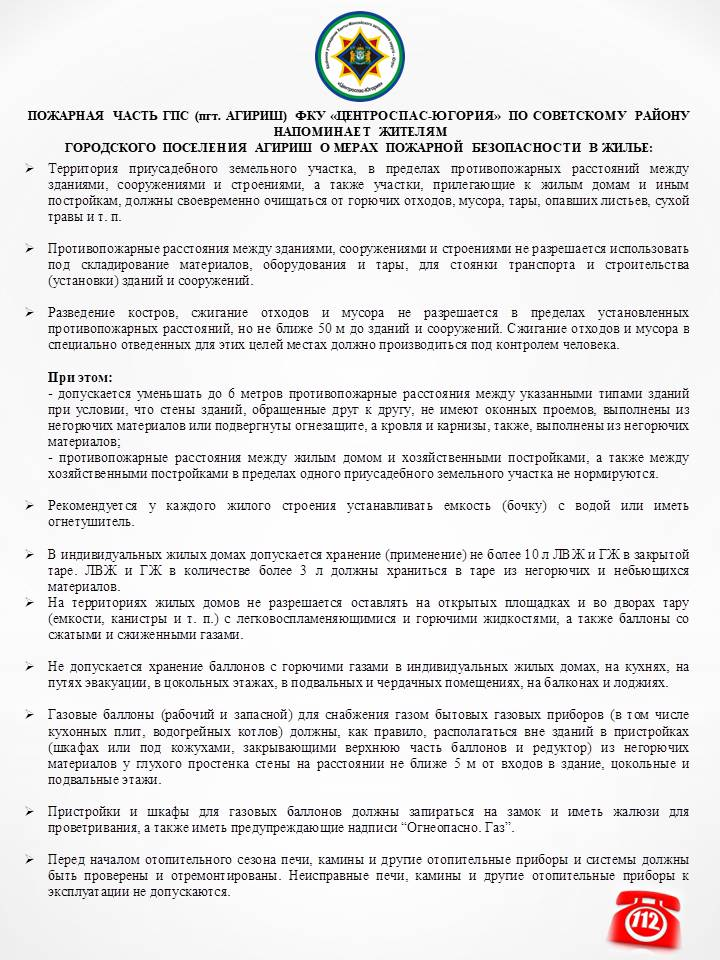 ПОЖАРНАЯ ЧАСТЬ ГПС (пгт. АГИРИШ) ФКУ «ЦЕНТРОСПАС-ЮГОРИЯ» ПО СОВЕТСКОМУ РАЙОНУ
НАПОМИНАЕТ ЖИТЕЛЯМ
ГОРОДСКОГО ПОСЕЛЕНИЯ АГИРИШ О МЕРАХ ПОЖАРНОЙ БЕЗОПАСНОСТИ В ЖИЛЬЕ:
➢ Территория приусадебного земельного участка, в пределах противопожарных расстояний между
зданиями, сооружениями и строениями, а также участки, прилегающие к жилым домам и иным
постройкам, должны своевременно очищаться от горючих отходов, мусора, тары, опавших листьев, сухой
травы и т. п.
➢ Противопожарные расстояния между зданиями, сооружениями и строениями не разрешается использовать
под складирование материалов, оборудования и тары, для стоянки транспорта и строительства
(установки) зданий и сооружений.
➢ Разведение костров, сжигание отходов и мусора не разрешается в пределах установленных
противопожарных расстояний, но не ближе 50 м до зданий и сооружений. Сжигание отходов и мусора в
специально отведенных для этих целей местах должно производиться под контролем человека.
При этом:
- допускается уменьшать до 6 метров противопожарные расстояния между указанными типами зданий
при условии, что стены зданий, обращенные друг к другу, не имеют оконных проемов, выполнены из
негорючих материалов или подвергнуты огнезащите, а кровля и карнизы, также, выполнены из негорючих
материалов;
- противопожарные расстояния между жилым домом и хозяйственными постройками, а также между
хозяйственными постройками в пределах одного приусадебного земельного участка не нормируются.
➢ Рекомендуется у каждого жилого строения устанавливать емкость (бочку) с водой или иметь
огнетушитель.
➢ В индивидуальных жилых домах допускается хранение (применение) не более 10 л ЛВЖ и ГЖ в закрытой
таре. ЛВЖ и ГЖ в количестве более 3 л должны храниться в таре из негорючих и небьющихся
материалов.
➢ На территориях жилых домов не разрешается оставлять на открытых площадках и во дворах тару
(емкости, канистры и т. п.) с легковоспламеняющимися и горючими жидкостями, а также баллоны со
сжатыми и сжиженными газами.
➢ Не допускается хранение баллонов с горючими газами в индивидуальных жилых домах, на кухнях, на
путях эвакуации, в цокольных этажах, в подвальных и чердачных помещениях, на балконах и лоджиях.
➢ Газовые баллоны (рабочий и запасной) для снабжения газом бытовых газовых приборов (в том числе
кухонных плит, водогрейных котлов) должны, как правило, располагаться вне зданий в пристройках
(шкафах или под кожухами, закрывающими верхнюю часть баллонов и редуктор) из негорючих
материалов у глухого простенка стены на расстоянии не ближе 5 м от входов в здание, цокольные и
подвальные этажи.
➢ Пристройки и шкафы для газовых баллонов должны запираться на замок и иметь жалюзи для
проветривания, а также иметь предупреждающие надписи “Огнеопасно. Газ”.
➢ Перед началом отопительного сезона печи, камины и другие отопительные приборы и системы должны
быть проверены и отремонтированы. Неисправные печи, камины и другие отопительные приборы к
эксплуатации не допускаются.
112